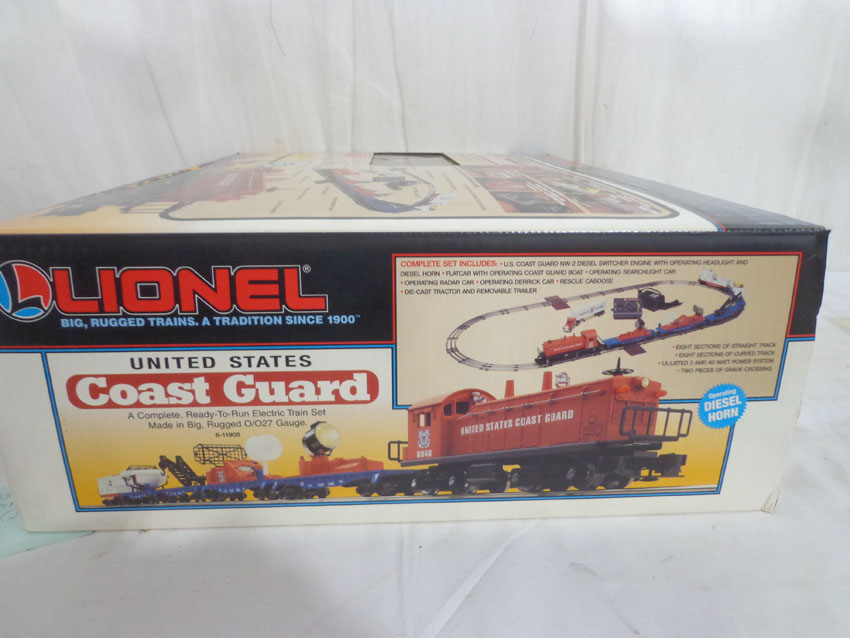 LIONEL®
BIG, RUGGED TRAINS. A TRADITION SINCE 1900™
COMPLETE SET INCLUDES: • U.S. COAST GUARD NW-2 DIESEL SWITCHER ENGINE WITH OPERATING HEADLIGHT AND
DIESEL HORN • FLATCAR WITH OPERATING COAST GUARD BOAT • OPERATING SEARCHLIGHT CAR
• OPERATING RADAR CAR • OPERATING DERRICK CAR • RESCUE CABOOSE
• DIE-CAST TRACTOR AND REMOVABLE TRAILER
• EIGHT SECTIONS OF STRAIGHT TRACK
• EIGHT SECTIONS OF CURVED TRACK
• UL-LISTED 3 AMP, 40 WATT POWER SYSTEM
• TWO PIECES OF GRADE CROSSING
UNITED STATES
Coast Guard
A Complete, Ready-To-Run Electric Train Set
Made in Big, Rugged O/O27 Gauge.
6-11905
Operating
DIESEL
HORN
UNITED STATES COAST GUARD
8946